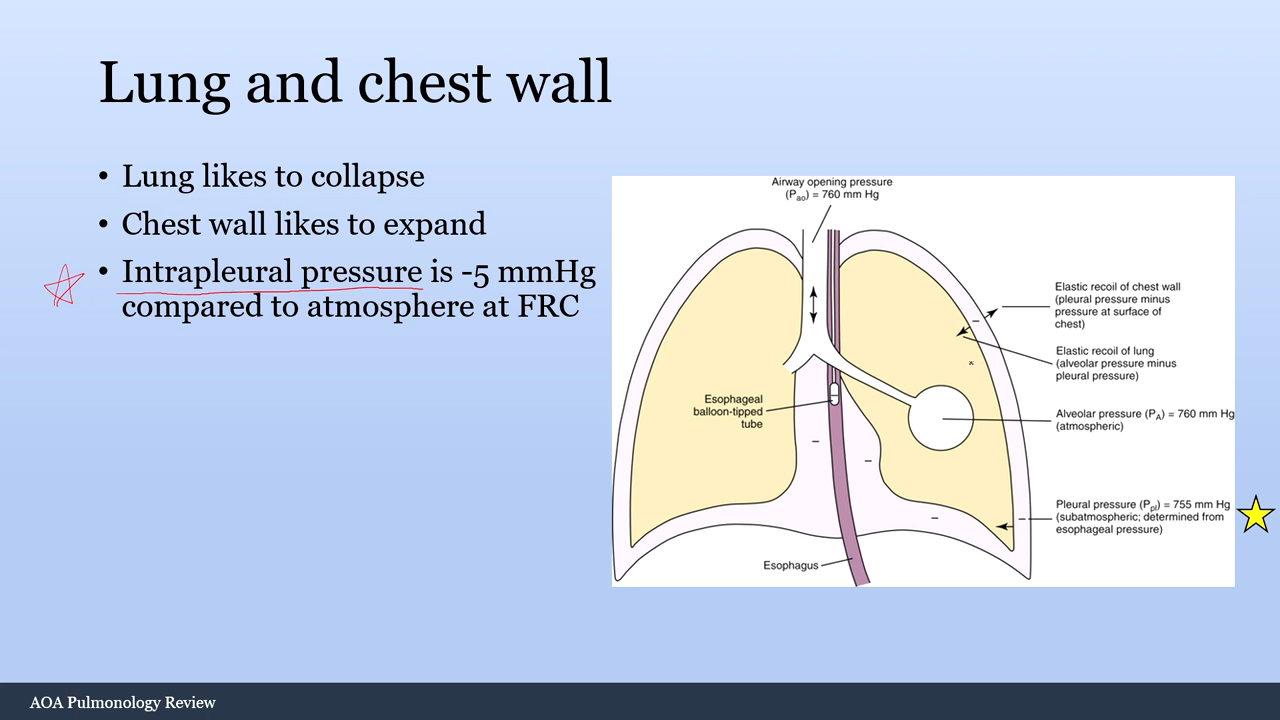 Lung and chest wall
• Lung likes to collapse
• Chest wall likes to expand
• Intrapleural pressure is -5 mmHg
compared to atmosphere at FRC
Airway opening pressure
(Pao) = 760 mm Hg
Elastic recoil of chest wall
(pleural pressure minus
pressure at surface of
chest)
Elastic recoil of lung
(alveolar pressure minus
pleural pressure)
Esophageal
balloon-tipped
tube
Alveolar pressure (PA) = 760 mm Hg
(atmospheric)
Pleural pressure (Ppl) = 755 mm Hg
(subatmospheric; determined from
esophageal pressure)
Esophagus
AOA Pulmonology Review